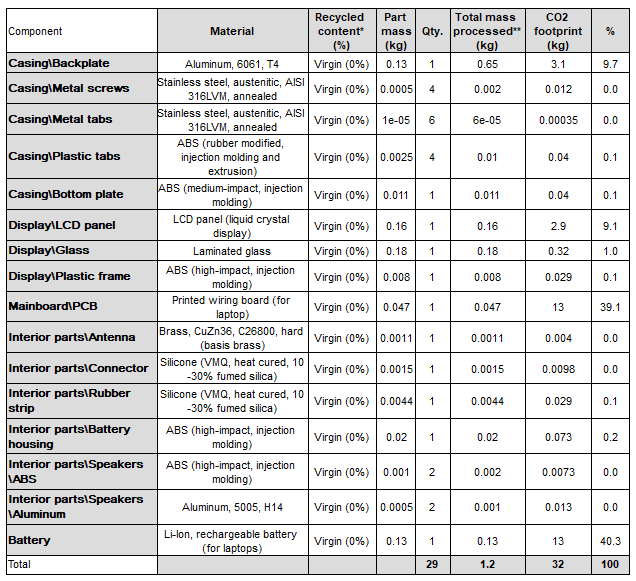 Component Material Recycled content* (%) Part mass (kg) Qty. Total mass processed** (kg) CO2 footprint (kg) %
Casing\Backplate Aluminum, 6061, T4 Virgin (0%) 0.13 1 0.65 3.1 9.7
Casing\Metal screws Stainless steel, austenitic, AISI 316LVM, annealed Virgin (0%) 0.0005 4 0.002 0.012 0.0
Casing\Metal tabs Stainless steel, austenitic, AISI 316LVM, annealed Virgin (0%) 1e-05 6 6e-05 0.00035 0.0
Casing\Plastic tabs ABS (rubber modified, injection molding and extrusion) Virgin (0%) 0.0025 4 0.01 0.04 0.1
Casing\Bottom plate ABS (medium-impact, injection molding) Virgin (0%) 0.011 1 0.011 0.04 0.1
Display\LCD panel LCD panel (liquid crystal display) Virgin (0%) 0.16 1 0.16 2.9 9.1
Display\Glass Laminated glass Virgin (0%) 0.18 1 0.18 0.32 1.0
Display\Plastic frame ABS (high-impact, injection molding) Virgin (0%) 0.008 1 0.008 0.029 0.1
Mainboard\PCB Printed wiring board (for laptop) Virgin (0%) 0.047 1 0.047 13 39.1
Interior parts\Antenna Brass, CuZn36, C26800, hard (basis brass) Virgin (0%) 0.0011 1 0.0011 0.004 0.0
Interior parts\Connector Silicone (VMQ, heat cured, 10 -30% fumed silica) Virgin (0%) 0.0015 1 0.0015 0.0098 0.0
Interior parts\Rubber strip Silicone (VMQ, heat cured, 10 -30% fumed silica) Virgin (0%) 0.0044 1 0.0044 0.029 0.1
Interior parts\Battery housing ABS (high-impact, injection molding) Virgin (0%) 0.02 1 0.02 0.073 0.2
Interior parts\Speakers \ABS ABS (high-impact, injection molding) Virgin (0%) 0.001 2 0.002 0.0073 0.0
Interior parts\Speakers \Aluminum Aluminum, 5005, H14 Virgin (0%) 0.0005 2 0.001 0.013 0.0
Battery Li-Ion, rechargeable battery (for laptops) Virgin (0%) 0.13 1 0.13 13 40.3
Total 29 1.2 32 100